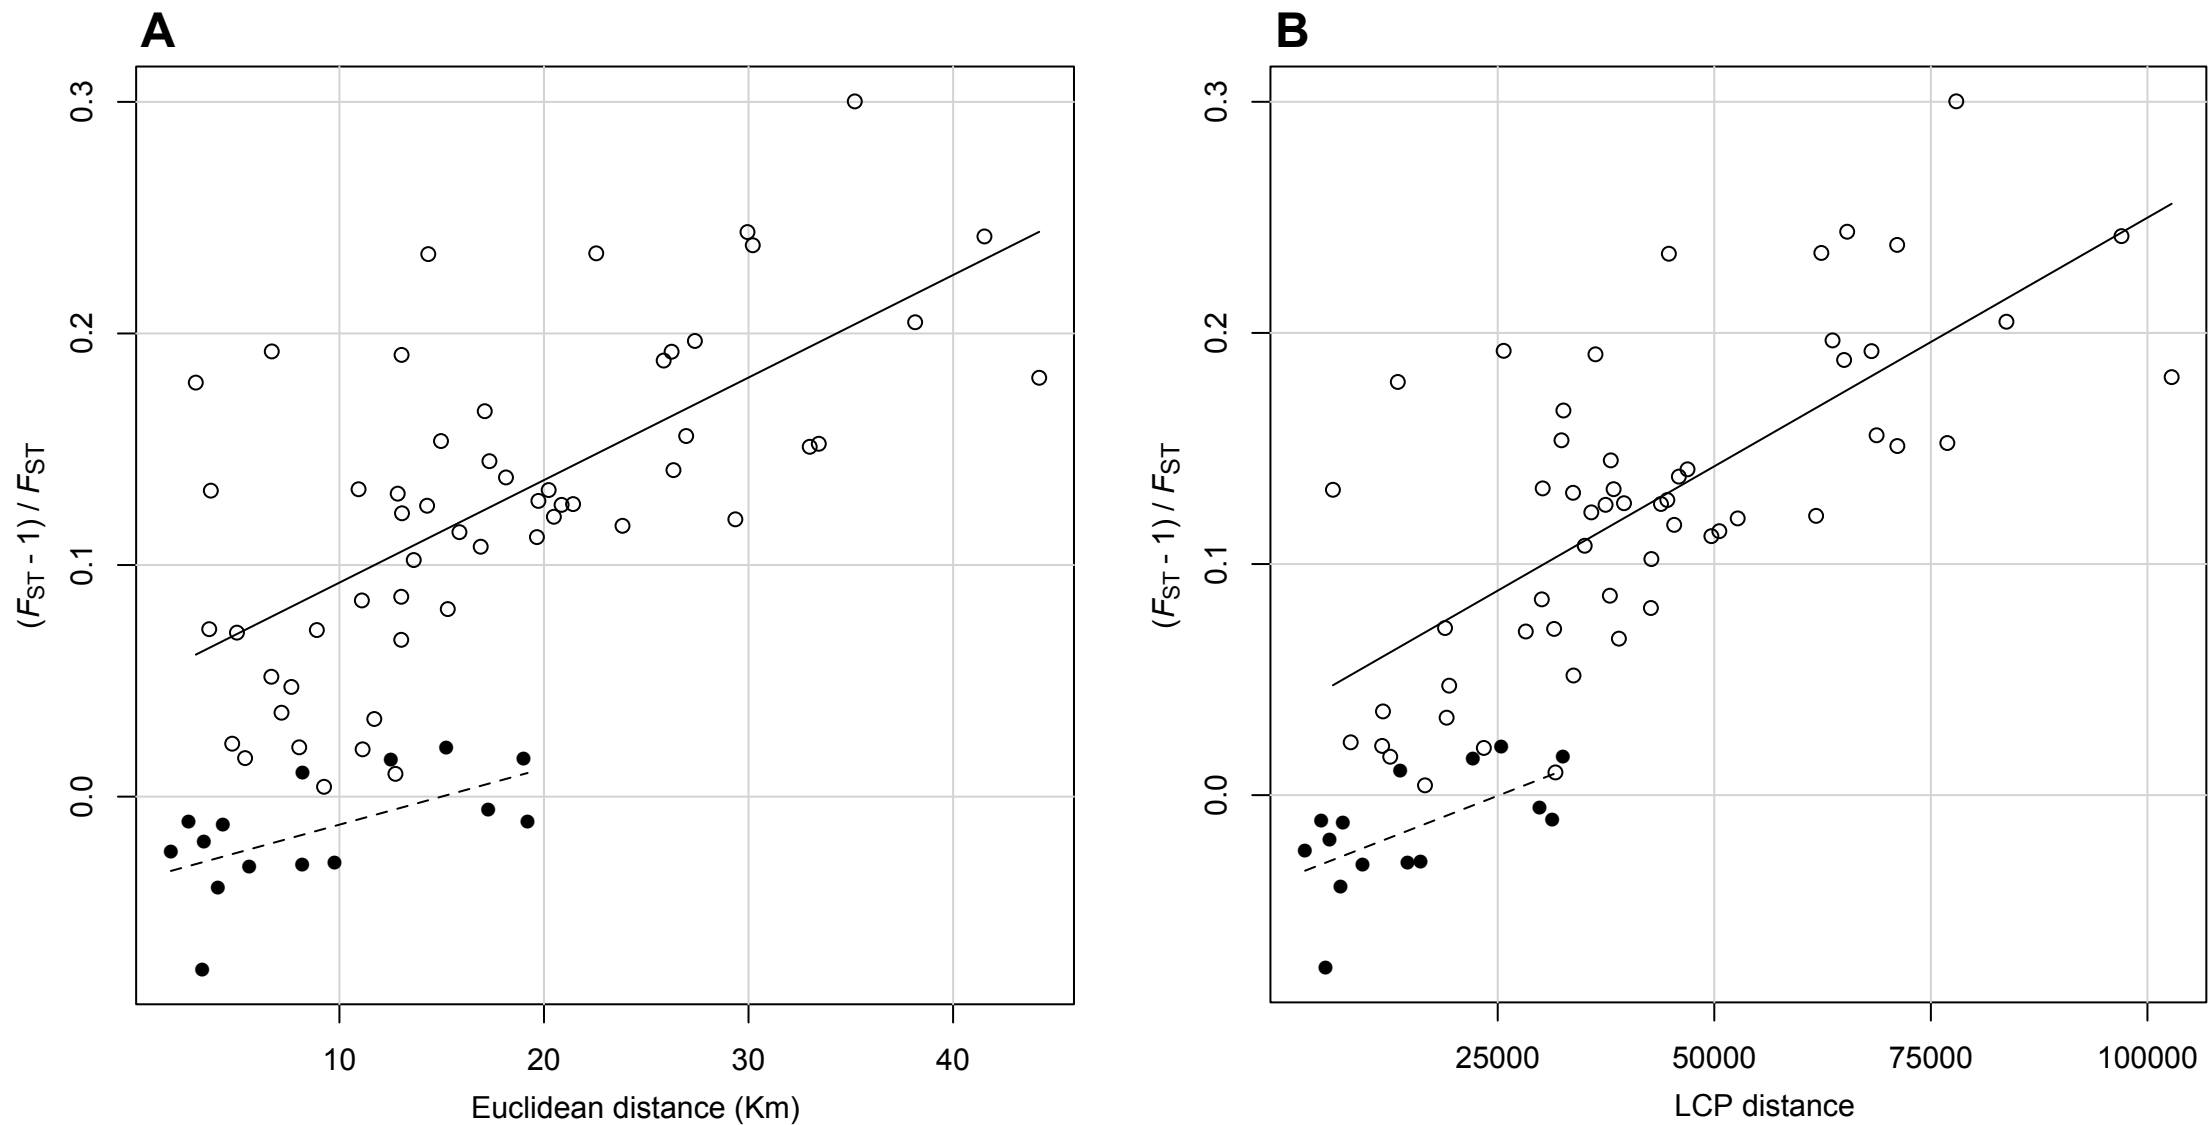 A
B
0.3
0.2
0.1
0.0
(FST - 1) / FST
10 20 30 40
Euclidean distance (Km)
0.3
0.2
0.1
0.0
(FST - 1) / FST
25000 50000 75000 100000
LCP distance